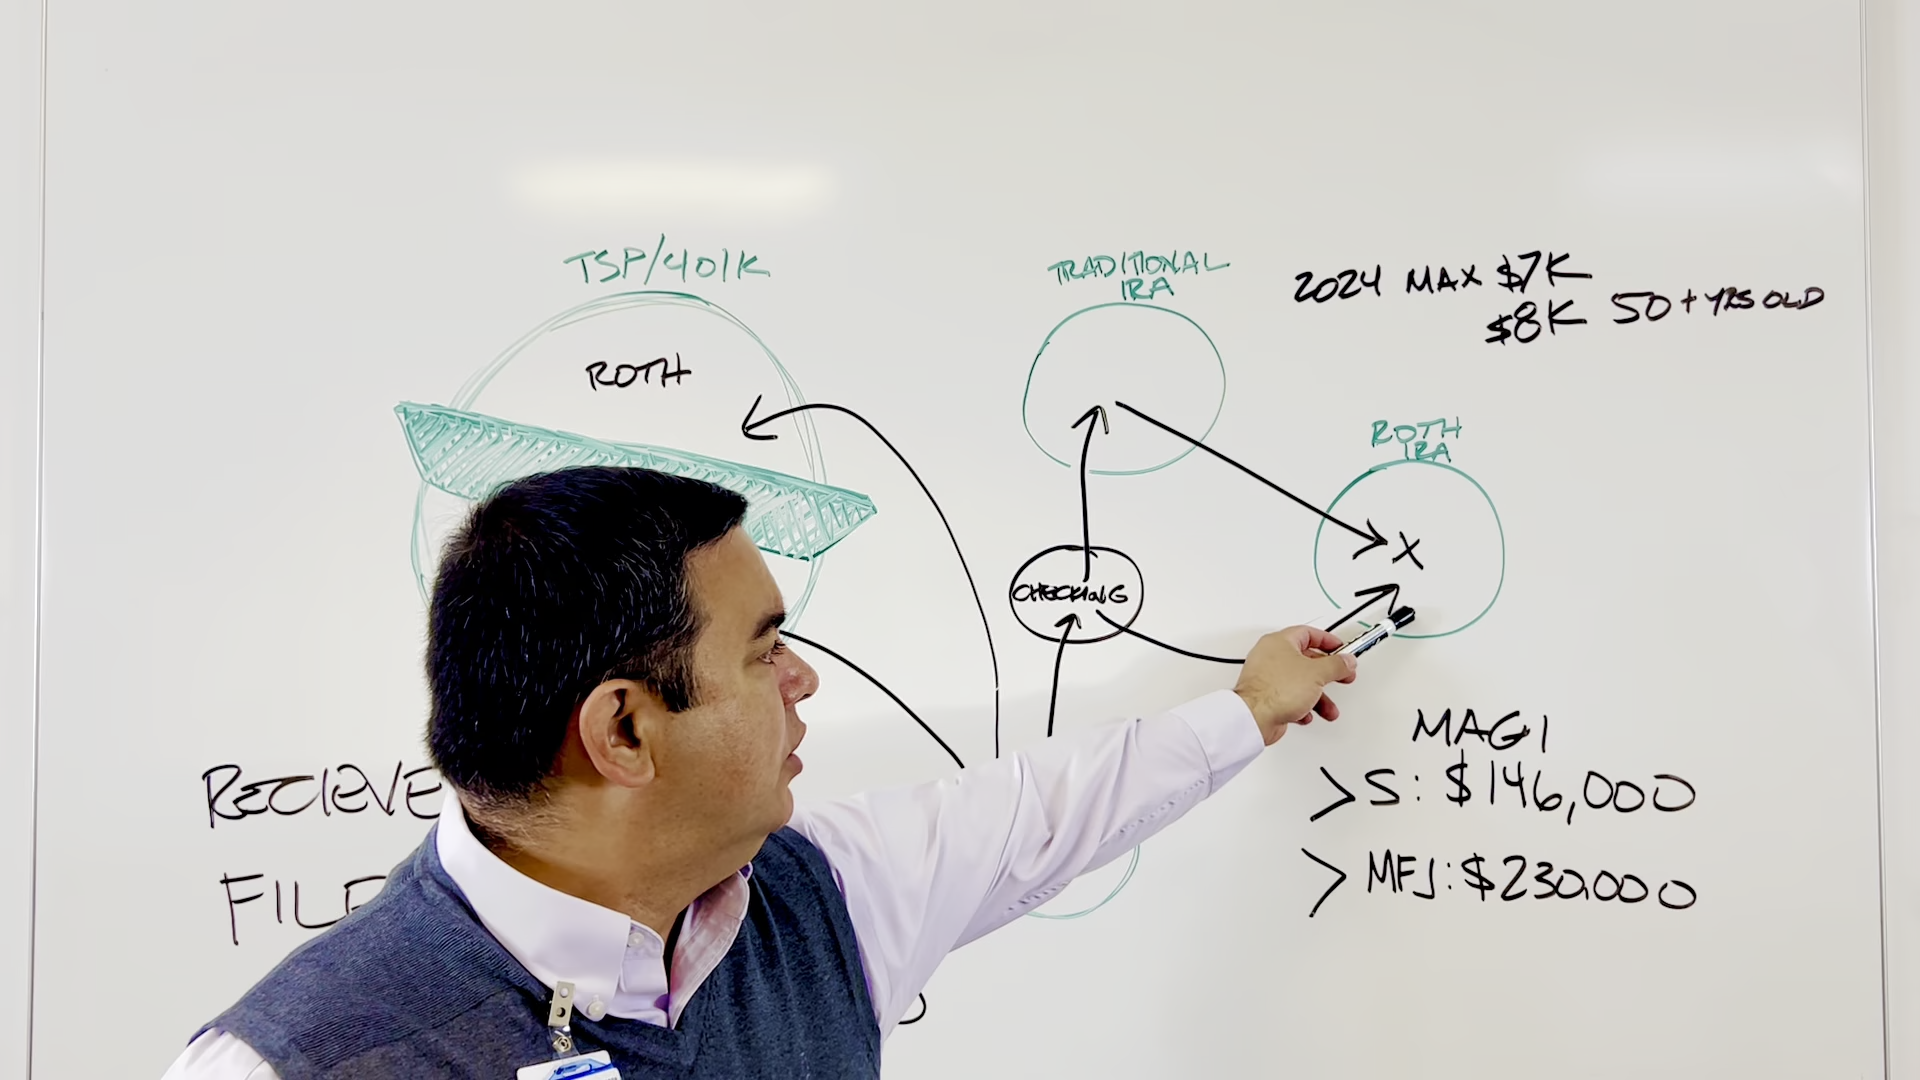 TSP/401K
ROTH
TRADITIONAL
IRA
2024 MAX $7K
$8K 50+ YRS OLD
ROTH
IRA
X
CHECKING
MAGI
> S: $146,000
> MFJ: $230,000
RECIEVE
FILE